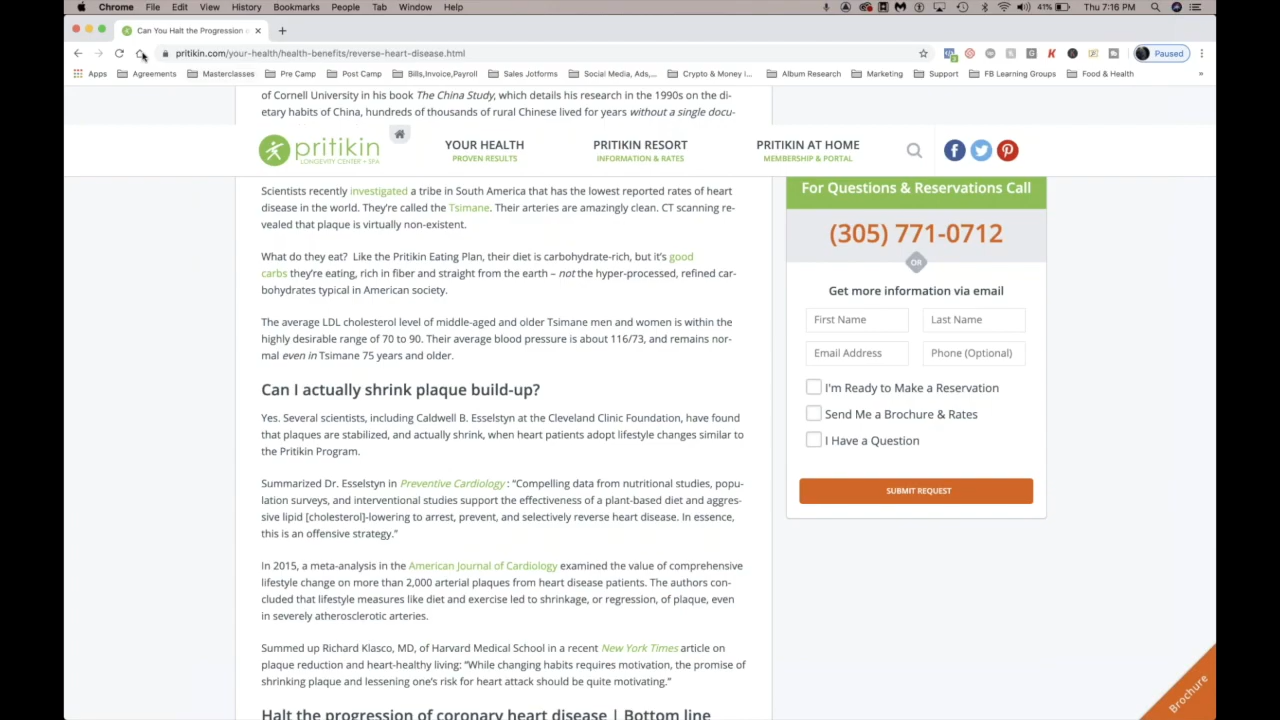 Chrome File Edit View History Bookmarks People Tab Window Help
41% Thu 7:16 PM
Can You Halt the Progression
pritikin.com/your-health/health-benefits/reverse-heart-disease.html
Paused
Apps Agreements Masterclasses Pre Camp Post Camp Bills,Invoice,Payroll Sales Jotforms Social Media, Ads,... Crypto & Money I... Album Research Marketing Support FB Learning Groups Food & Health »
of Cornell University in his book The China Study, which details his research in the 1990s on the di-
etary habits of China, hundreds of thousands of rural Chinese lived for years without a single docu-
pritikin
LONGEVITY CENTER + SPA
YOUR HEALTH
PROVEN RESULTS
PRITIKIN RESORT
INFORMATION & RATES
PRITIKIN AT HOME
MEMBERSHIP & PORTAL
Scientists recently investigated a tribe in South America that has the lowest reported rates of heart
disease in the world. They’re called the Tsimane. Their arteries are amazingly clean. CT scanning re-
vealed that plaque is virtually non-existent.
What do they eat? Like the Pritikin Eating Plan, their diet is carbohydrate-rich, but it’s good
carbs they’re eating, rich in fiber and straight from the earth – not the hyper-processed, refined car-
bohydrates typical in American society.
The average LDL cholesterol level of middle-aged and older Tsimane men and women is within the
highly desirable range of 70 to 90. Their average blood pressure is about 116/73, and remains nor-
mal even in Tsimane 75 years and older.
Can I actually shrink plaque build-up?
Yes. Several scientists, including Caldwell B. Esselstyn at the Cleveland Clinic Foundation, have found
that plaques are stabilized, and actually shrink, when heart patients adopt lifestyle changes similar to
the Pritikin Program.
Summarized Dr. Esselstyn in Preventive Cardiology : “Compelling data from nutritional studies, popu-
lation surveys, and interventional studies support the effectiveness of a plant-based diet and aggres-
sive lipid [cholesterol]-lowering to arrest, prevent, and selectively reverse heart disease. In essence,
this is an offensive strategy.”
In 2015, a meta-analysis in the American Journal of Cardiology examined the value of comprehensive
lifestyle change on more than 2,000 arterial plaques from heart disease patients. The authors con-
cluded that lifestyle measures like diet and exercise led to shrinkage, or regression, of plaque, even
in severely atherosclerotic arteries.
Summed up Richard Klasco, MD, of Harvard Medical School in a recent New York Times article on
plaque reduction and heart-healthy living: “While changing habits requires motivation, the promise of
shrinking plaque and lessening one’s risk for heart attack should be quite motivating.”
Halt the progression of coronary heart disease | Bottom line
For Questions & Reservations Call
(305) 771-0712
OR
Get more information via email
First Name
Last Name
Email Address
Phone (Optional)
I'm Ready to Make a Reservation
Send Me a Brochure & Rates
I Have a Question
SUBMIT REQUEST
Brochure